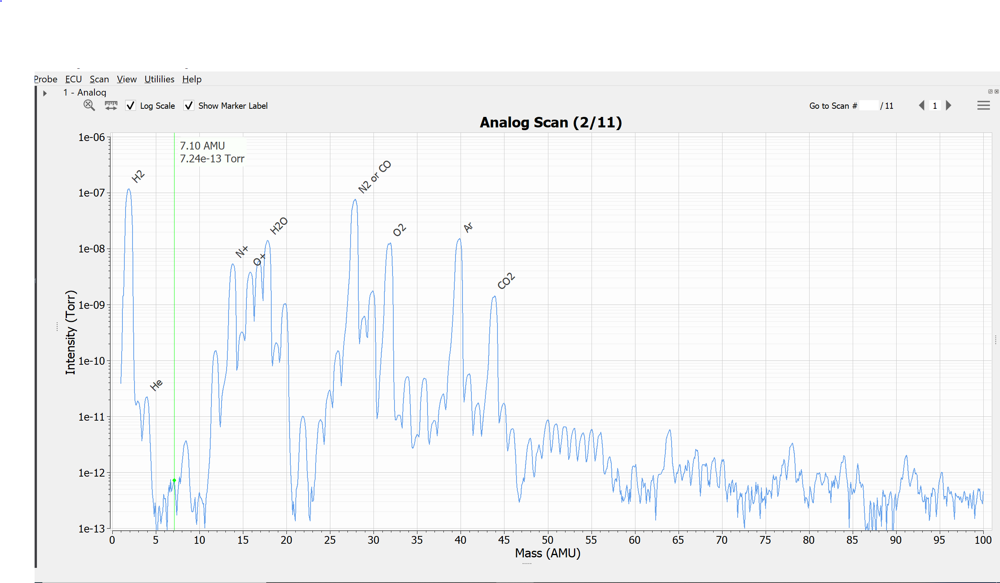 Probe ECU Scan View Utililies Help
1 - Analog
Log Scale Show Marker Label Go to Scan # / 11 1
Analog Scan (2/11)
7.10 AMU
7.24e-13 Torr
H2
He
N+
O+
H2O
N2 or CO
O2
Ar
CO2
Intensity (Torr)
1e-06
1e-07
1e-08
1e-09
1e-10
1e-11
1e-12
1e-13
0 5 10 15 20 25 30 35 40 45 50 55 60 65 70 75 80 85 90 95 100
Mass (AMU)